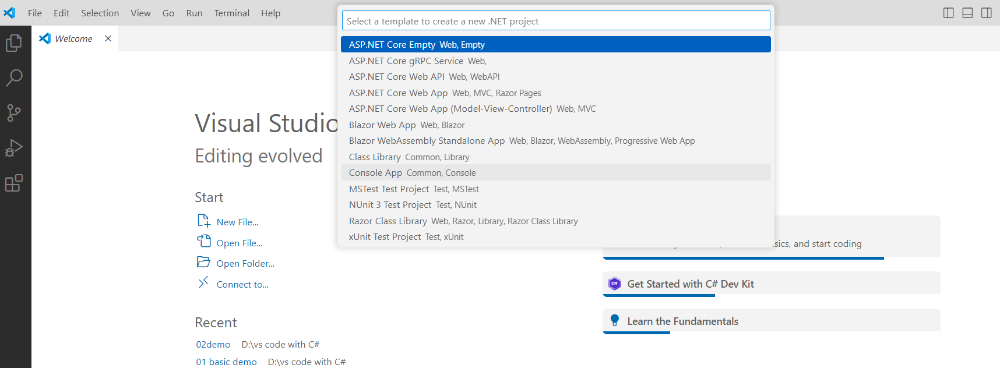 File Edit Selection View Go Run Terminal Help
Select a template to create a new .NET project
Welcome
ASP.NET Core Empty Web, Empty
ASP.NET Core gRPC Service Web,
ASP.NET Core Web API Web, WebAPI
ASP.NET Core Web App Web, MVC, Razor Pages
ASP.NET Core Web App (Model-View-Controller) Web, MVC
Blazor Web App Web, Blazor
Blazor WebAssembly Standalone App Web, Blazor, WebAssembly, Progressive Web App
Class Library Common, Library
Console App Common, Console
MSTest Test Project Test, MSTest
NUnit 3 Test Project Test, NUnit
Razor Class Library Web, Razor, Library, Razor Class Library
xUnit Test Project Test, xUnit
Visual Studio
Editing evolved
Start
New File...
Open File...
Open Folder...
Connect to...
Recent
02demo D:\vs code with C#
01 basic demo D:\vs code with C#
sics, and start coding
C#
Get Started with C# Dev Kit
Learn the Fundamentals